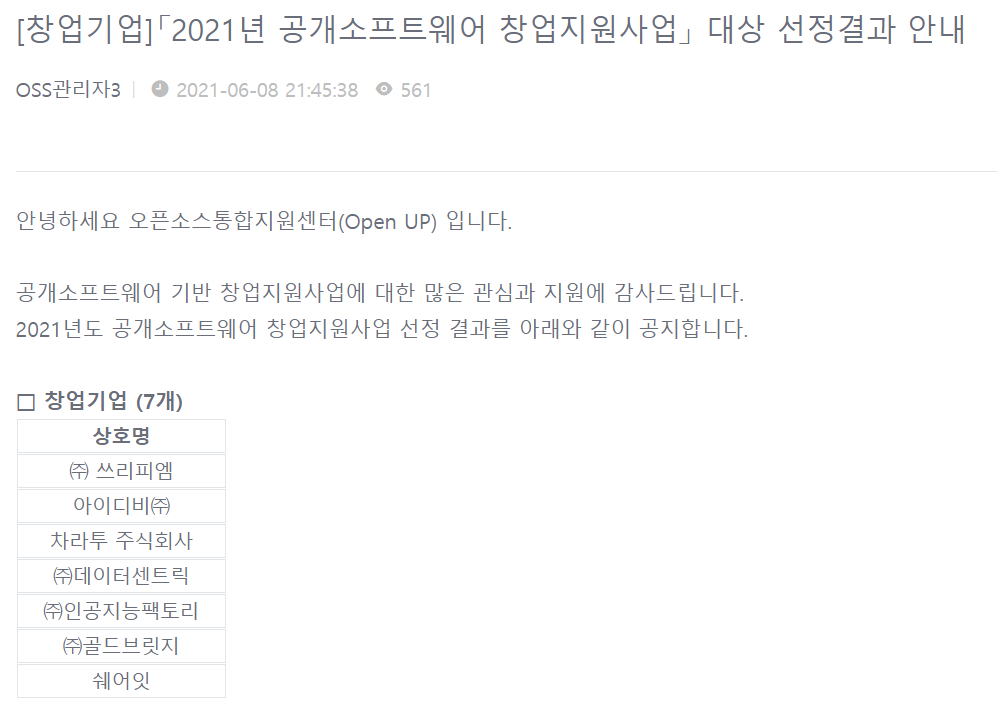 [창업기업]「2021년 공개소프트웨어 창업지원사업」 대상 선정결과 안내
OSS관리자3 2021-06-08 21:45:38 561
안녕하세요 오픈소스통합지원센터(Open UP) 입니다.
공개소프트웨어 기반 창업지원사업에 대한 많은 관심과 지원에 감사드립니다.
2021년도 공개소프트웨어 창업지원사업 선정 결과를 아래와 같이 공지합니다.
□ 창업기업 (7개)
상호명
㈜ 쓰리피엠
아이디비㈜
차라투 주식회사
㈜데이터센트릭
㈜인공지능팩토리
㈜골드브릿지
쉐어잇